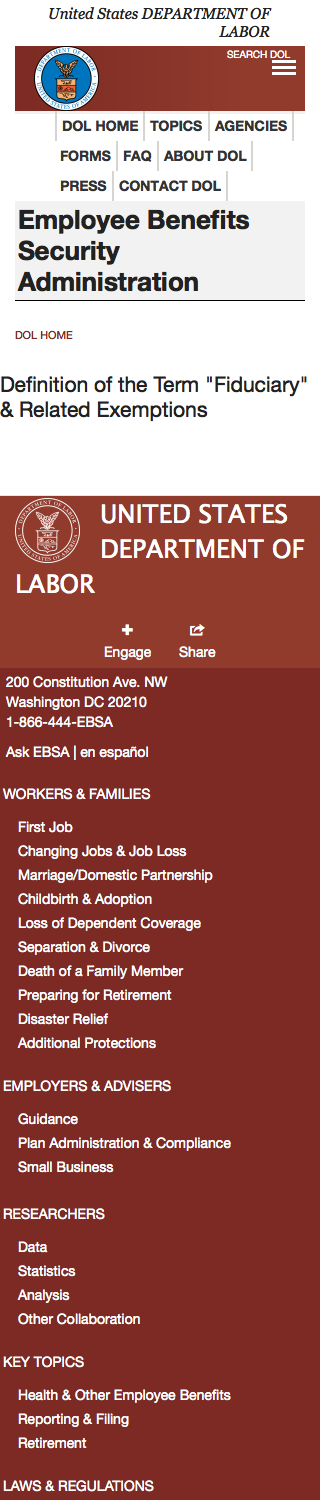 United States DEPARTMENT OF
LABOR
SEARCH DOL
DOL HOME TOPICS AGENCIES
FORMS FAQ ABOUT DOL
PRESS CONTACT DOL
Employee Benefits
Security
Administration
DOL HOME
Definition of the Term "Fiduciary"
& Related Exemptions
UNITED STATES
DEPARTMENT OF
LABOR
Engage Share
200 Constitution Ave. NW
Washington DC 20210
1-866-444-EBSA
Ask EBSA | en español
WORKERS & FAMILIES
First Job
Changing Jobs & Job Loss
Marriage/Domestic Partnership
Childbirth & Adoption
Loss of Dependent Coverage
Separation & Divorce
Death of a Family Member
Preparing for Retirement
Disaster Relief
Additional Protections
EMPLOYERS & ADVISERS
Guidance
Plan Administration & Compliance
Small Business
RESEARCHERS
Data
Statistics
Analysis
Other Collaboration
KEY TOPICS
Health & Other Employee Benefits
Reporting & Filing
Retirement
LAWS & REGULATIONS